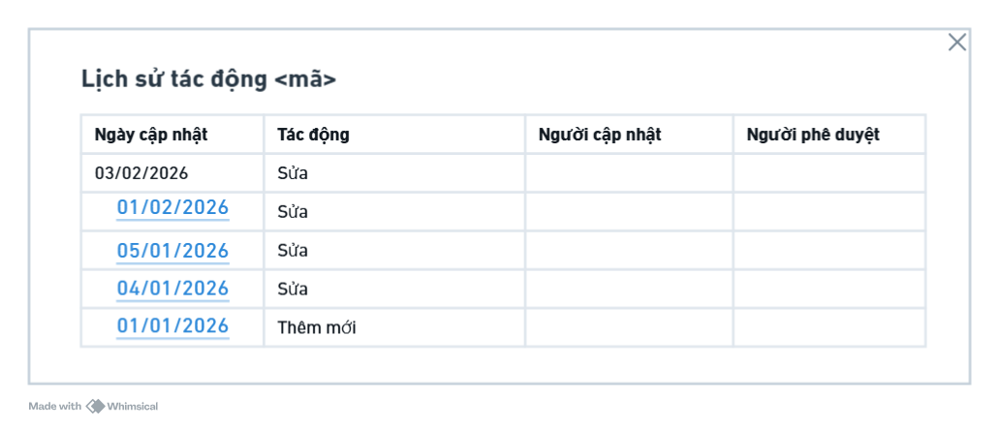 Lịch sử tác động <mã>
Ngày cập nhật Tác động Người cập nhật Người phê duyệt
03/02/2026 Sửa
01/02/2026 Sửa
05/01/2026 Sửa
04/01/2026 Sửa
01/01/2026 Thêm mới
Made with Whimsical